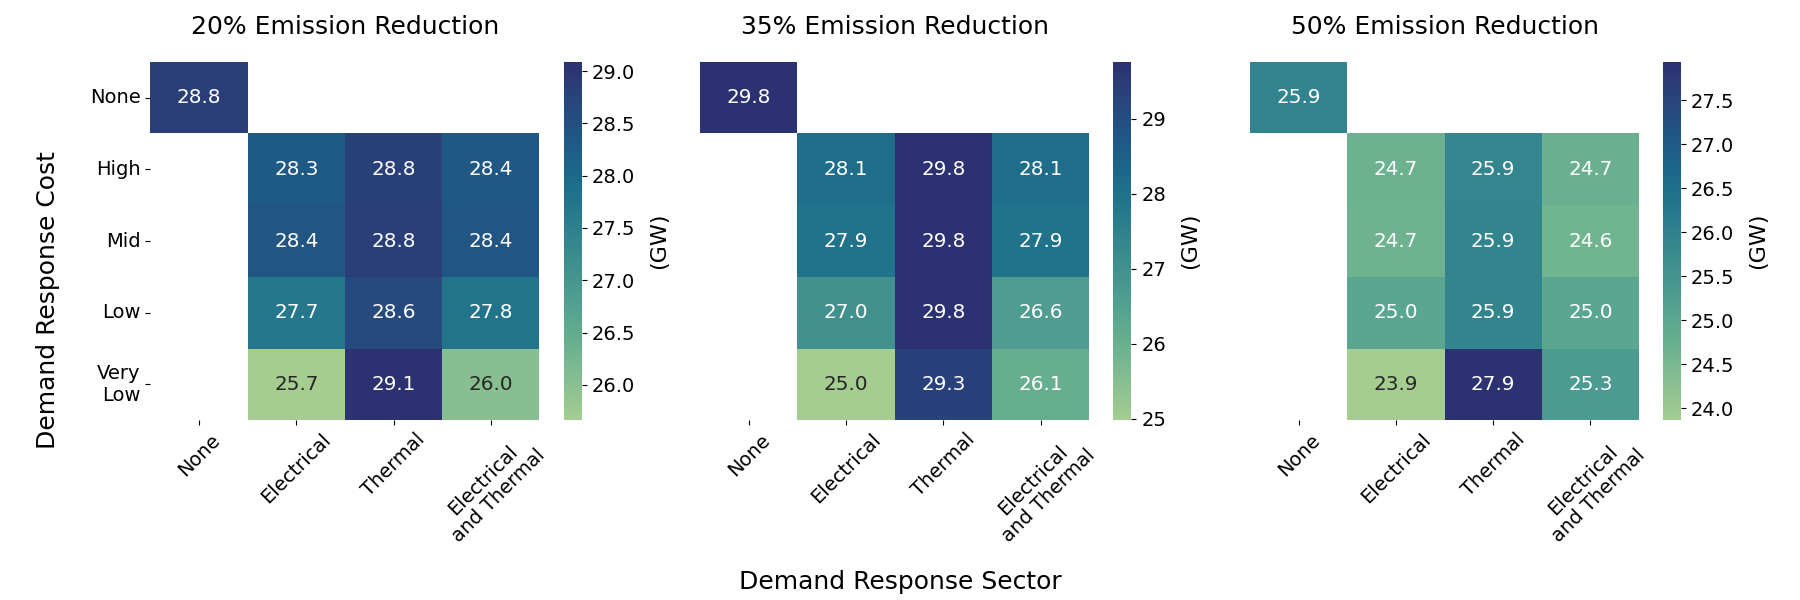 20% Emission Reduction
35% Emission Reduction
50% Emission Reduction
Demand Response Cost
None
High
Mid
Low
Very
Low
28.8
28.3 28.8 28.4
28.4 28.8 28.4
27.7 28.6 27.8
25.7 29.1 26.0
None
Electrical
Thermal
Electrical
and Thermal
29.0
28.5
28.0
27.5
27.0
26.5
26.0
(GW)
29.8
28.1 29.8 28.1
27.9 29.8 27.9
27.0 29.8 26.6
25.0 29.3 26.1
None
Electrical
Thermal
Electrical
and Thermal
29
28
27
26
25
(GW)
25.9
24.7 25.9 24.7
24.7 25.9 24.6
25.0 25.9 25.0
23.9 27.9 25.3
None
Electrical
Thermal
Electrical
and Thermal
27.5
27.0
26.5
26.0
25.5
25.0
24.5
24.0
(GW)
Demand Response Sector